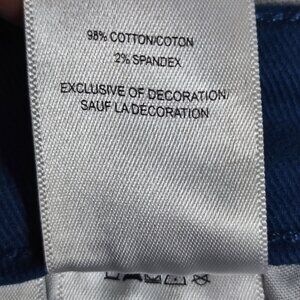 98% COTTON/COTON
2% SPANDEX
EXCLUSIVE OF DECORATION/
SAUF LA DECORATION